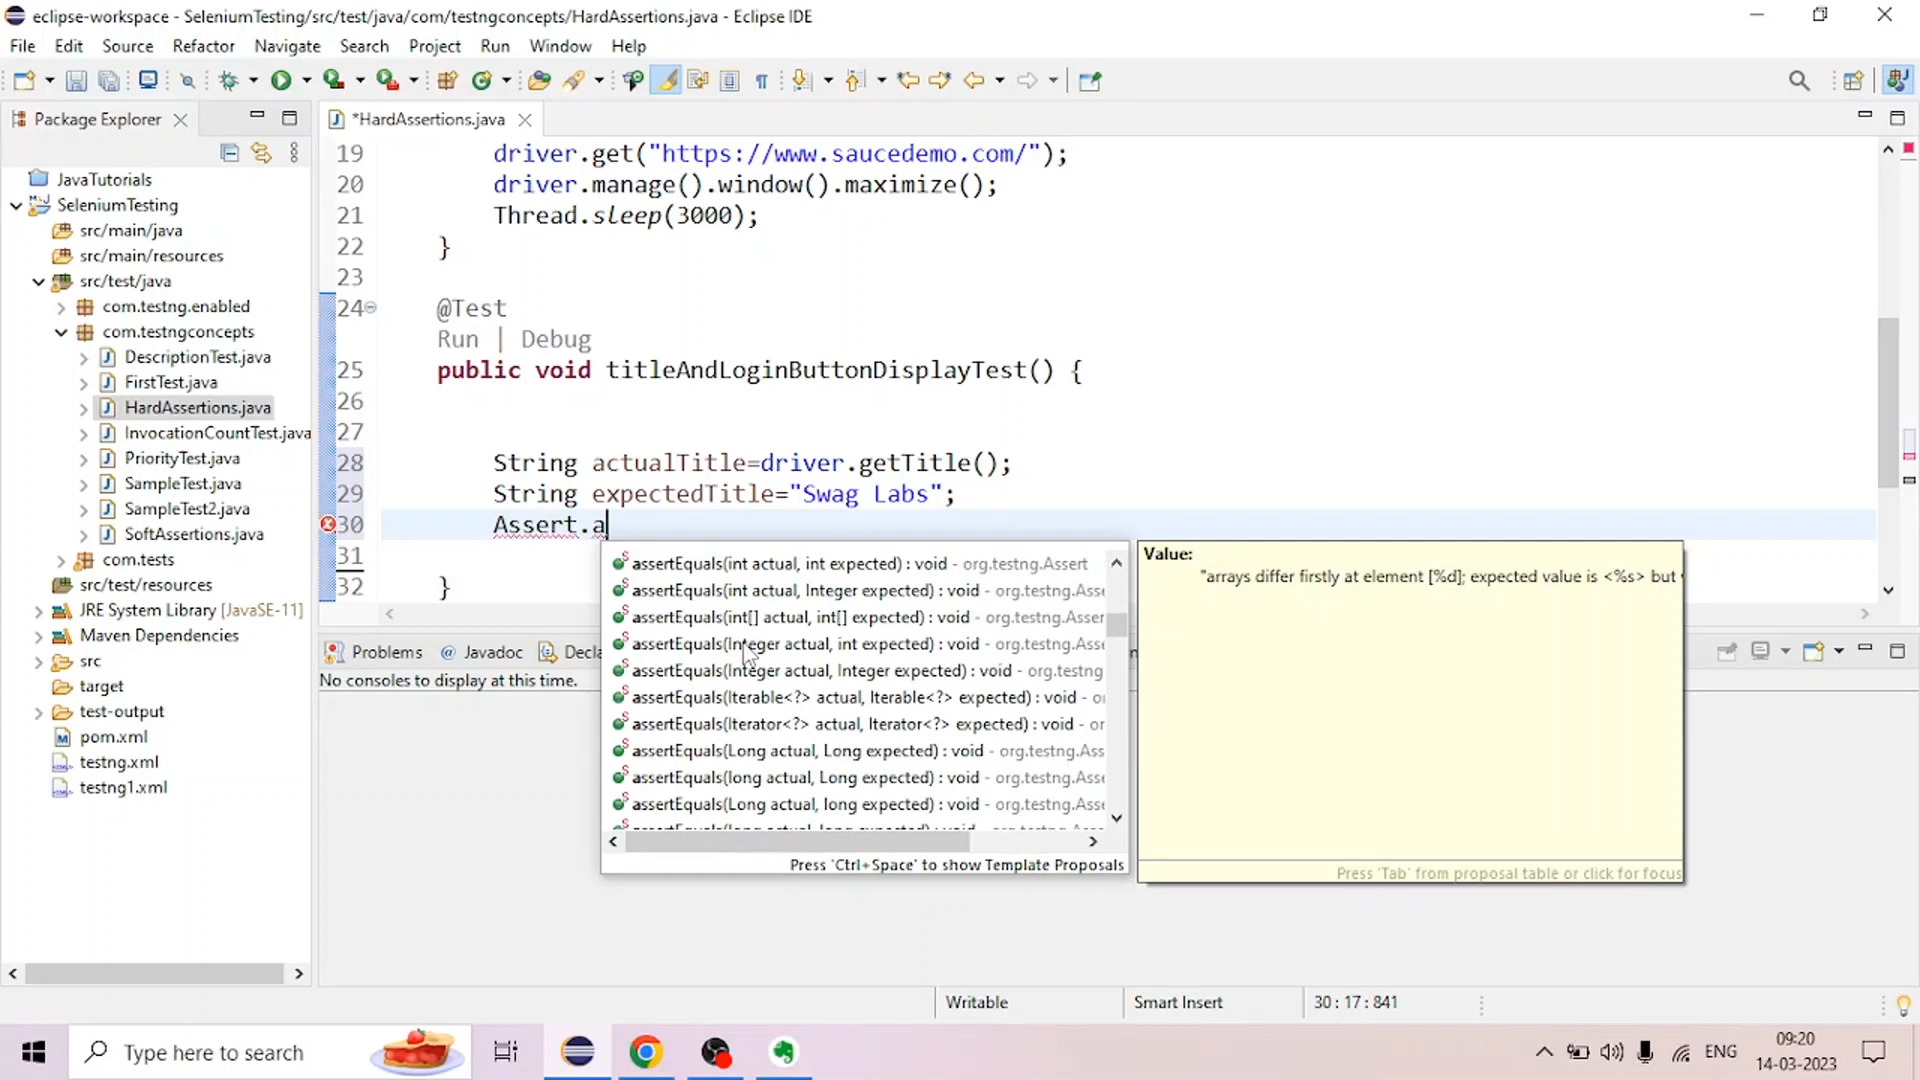 eclipse-workspace - SeleniumTesting/src/test/java/com/testngconcepts/HardAssertions.java - Eclipse IDE
File Edit Source Refactor Navigate Search Project Run Window Help
Package Explorer
*HardAssertions.java
JavaTutorials
SeleniumTesting
src/main/java
src/main/resources
src/test/java
com.testng.enabled
com.testngconcepts
DescriptionTest.java
FirstTest.java
HardAssertions.java
InvocationCountTest.java
PriorityTest.java
SampleTest.java
SampleTest2.java
SoftAssertions.java
com.tests
src/test/resources
JRE System Library [JavaSE-11]
Maven Dependencies
src
target
test-output
pom.xml
testng.xml
testng1.xml
19 driver.get("https://www.saucedemo.com/");
20 driver.manage().window().maximize();
21 Thread.sleep(3000);
22 }
23
24 @Test
Run | Debug
25 public void titleAndLoginButtonDisplayTest() {
26
27
28 String actualTitle=driver.getTitle();
29 String expectedTitle="Swag Labs";
30 Assert.a
31
32 }
assertEquals(int actual, int expected) : void - org.testng.Assert
assertEquals(int actual, Integer expected) : void - org.testng.Asse
assertEquals(int[] actual, int[] expected) : void - org.testng.Asser
assertEquals(Integer actual, int expected) : void - org.testng.Asse
assertEquals(Integer actual, Integer expected) : void - org.testng
assertEquals(Iterable<?> actual, Iterable<?> expected) : void - o
assertEquals(Iterator<?> actual, Iterator<?> expected) : void - or
assertEquals(Long actual, Long expected) : void - org.testng.Ass
assertEquals(long actual, Long expected) : void - org.testng.Asse
assertEquals(Long actual, long expected) : void - org.testng.Asse
Press 'Ctrl+Space' to show Template Proposals
Value:
"arrays differ firstly at element [%d]; expected value is <%s> but
Press 'Tab' from proposal table or click for focus
Problems @ Javadoc Decla
No consoles to display at this time.
Writable Smart Insert 30 : 17 : 841
Type here to search
ENG
09:20
14-03-2023